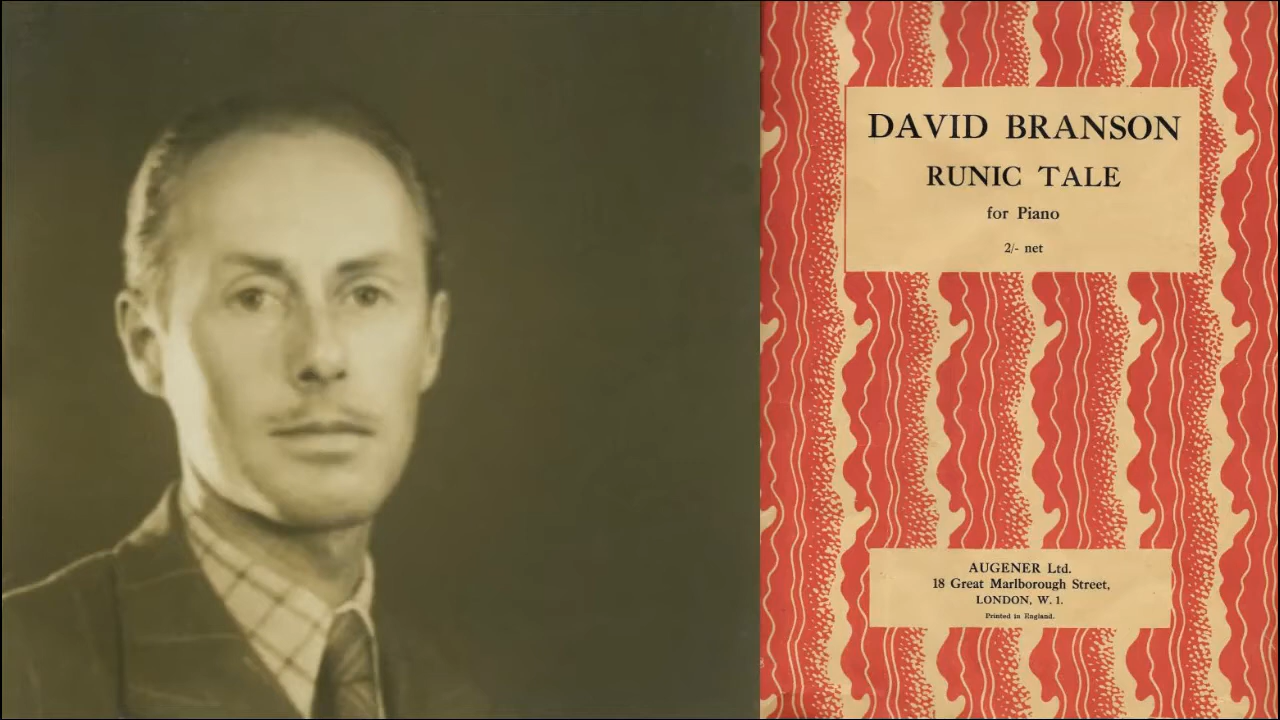 DAVID BRANSON
RUNIC TALE
for Piano
2/- net
AUGENER Ltd.
18 Great Marlborough Street,
LONDON, W. 1.
Printed in England.